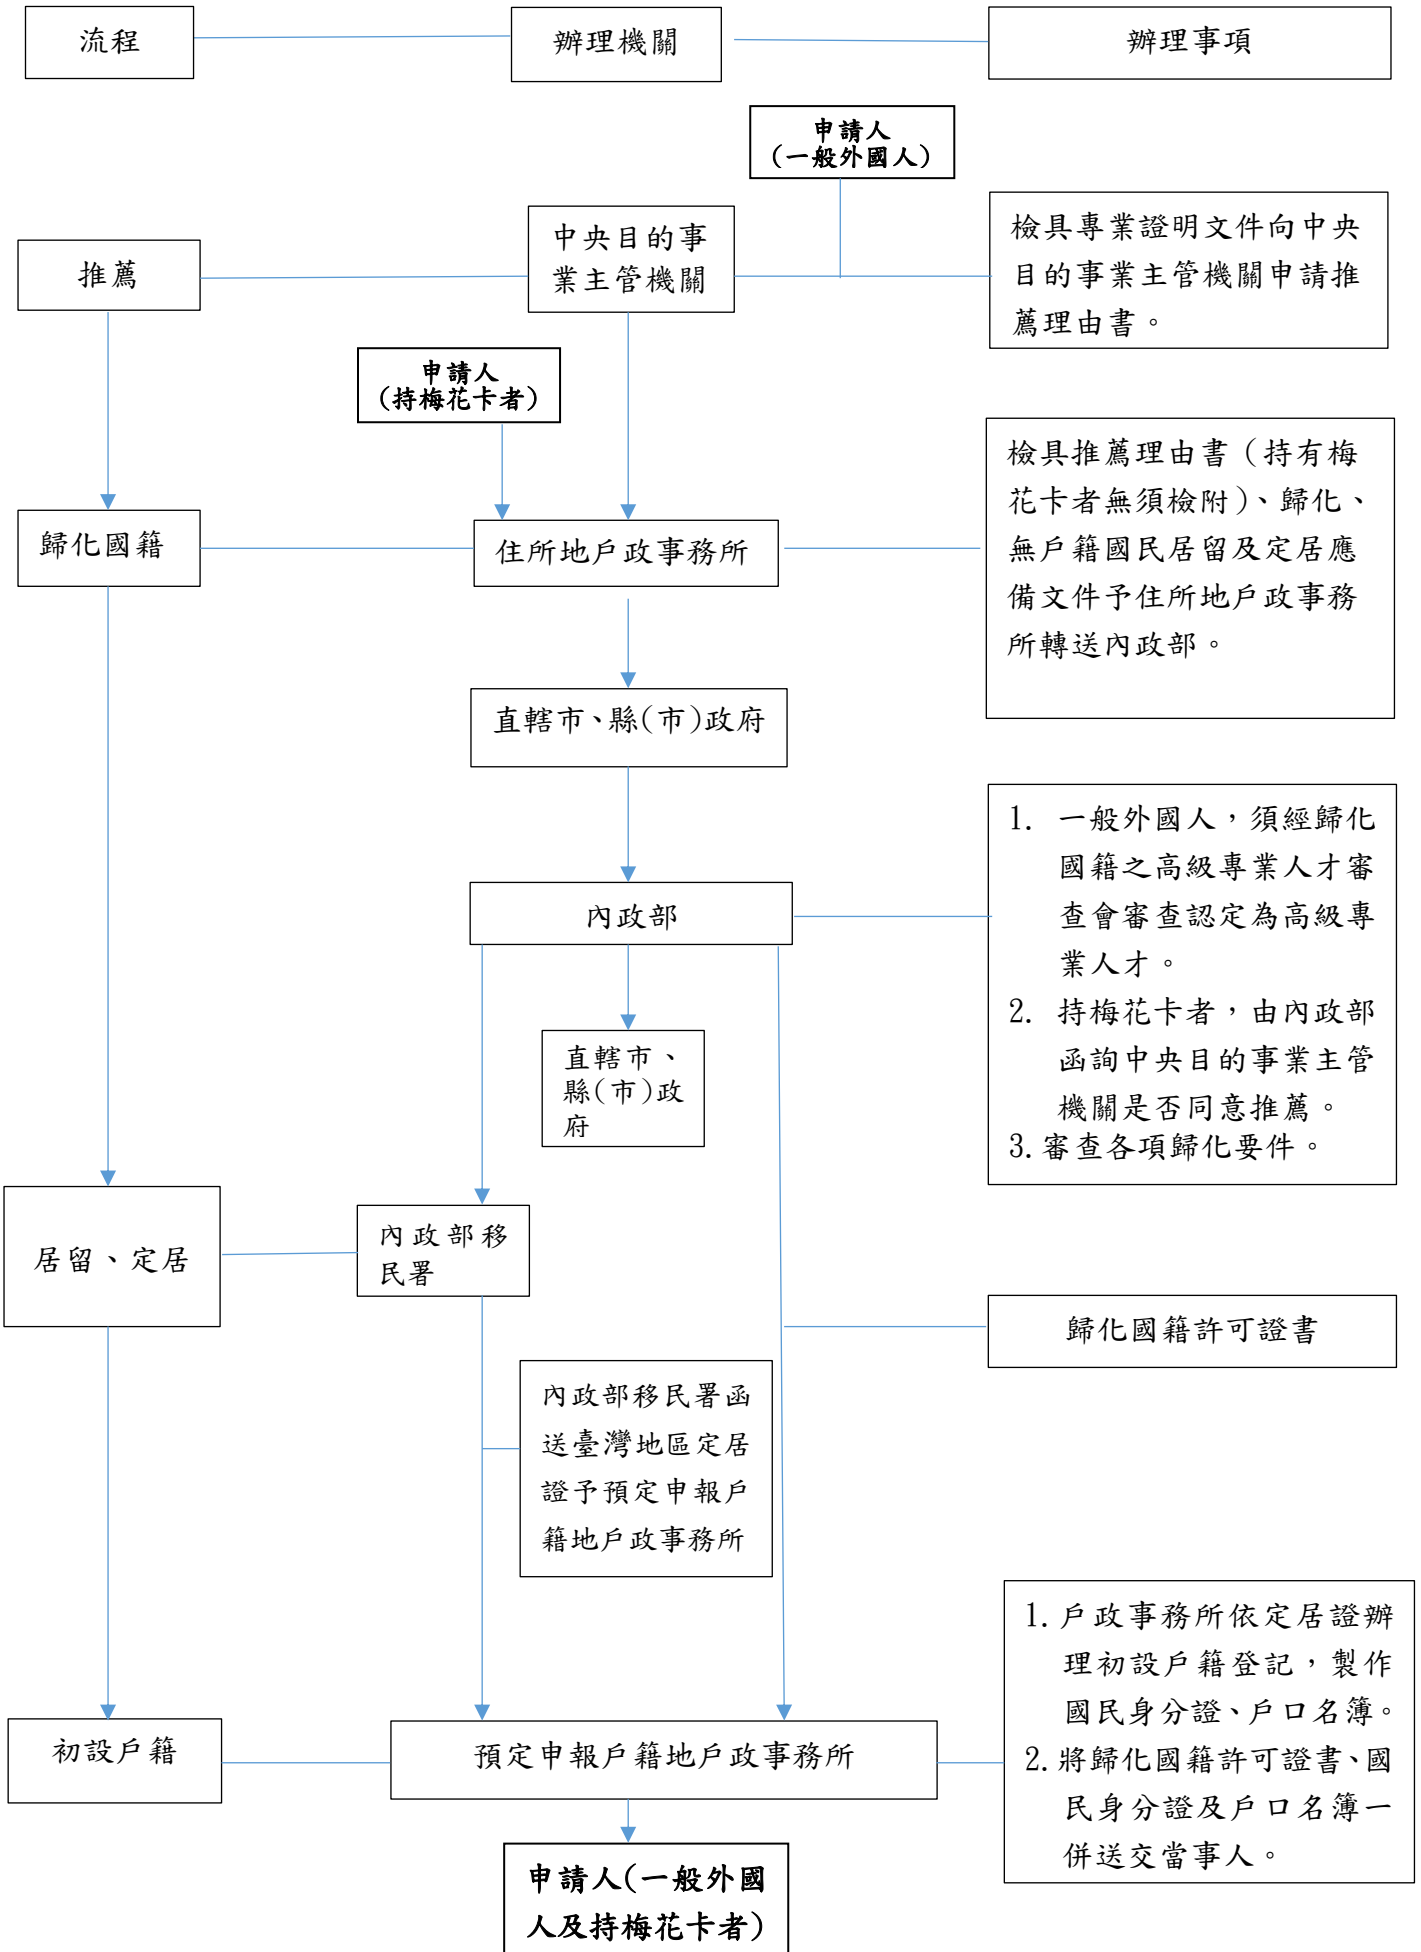 流程
辦理機關
辦理事項
申請人
(一般外國人)
推薦
中央目的事
業主管機關
檢具專業證明文件向中央
目的事業主管機關申請推
薦理由書。
申請人
(持梅花卡者)
歸化國籍
住所地戶政事務所
檢具推薦理由書（持有梅
花卡者無須檢附)、歸化、
無戶籍國民居留及定居應
備文件予住所地戶政事務
所轉送內政部。
直轄市、縣(市)政府
內政部
1. 一般外國人，須經歸化
國籍之高級專業人才審
查會審查認定為高級專
業人才。
2. 持梅花卡者，由內政部
函詢中央目的事業主管
機關是否同意推薦。
3.審查各項歸化要件。
直轄市、
縣(市)政
府
居留、定居
內政部移
民署
歸化國籍許可證書
內政部移民署函
送臺灣地區定居
證予預定申報戶
籍地戶政事務所
初設戶籍
預定申報戶籍地戶政事務所
1.戶政事務所依定居證辦
理初設戶籍登記，製作
國民身分證、戶口名簿。
2.將歸化國籍許可證書、國
民身分證及戶口名簿一
併送交當事人。
申請人(一般外國
人及持梅花卡者)